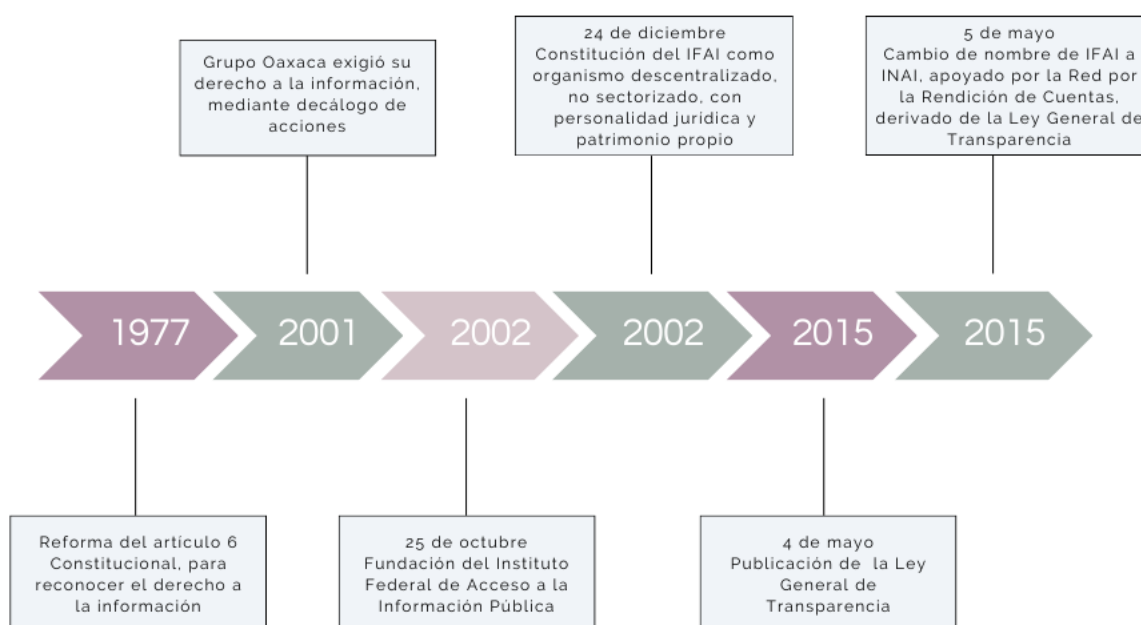 Grupo Oaxaca exigió su
derecho a la información,
mediante decálogo de
acciones
24 de diciembre
Constitución del IFAI como
organismo descentralizado,
no sectorizado, con
personalidad jurídica y
patrimonio propio
5 de mayo
Cambio de nombre de IFAI a
INAI, apoyado por la Red por
la Rendición de Cuentas,
derivado de la Ley General de
Transparencia
1977
2001
2002
2002
2015
2015
Reforma del artículo 6
Constitucional, para
reconocer el derecho a
la información
25 de octubre
Fundación del Instituto
Federal de Acceso a la
Información Pública
4 de mayo
Publicación de la Ley
General de
Transparencia